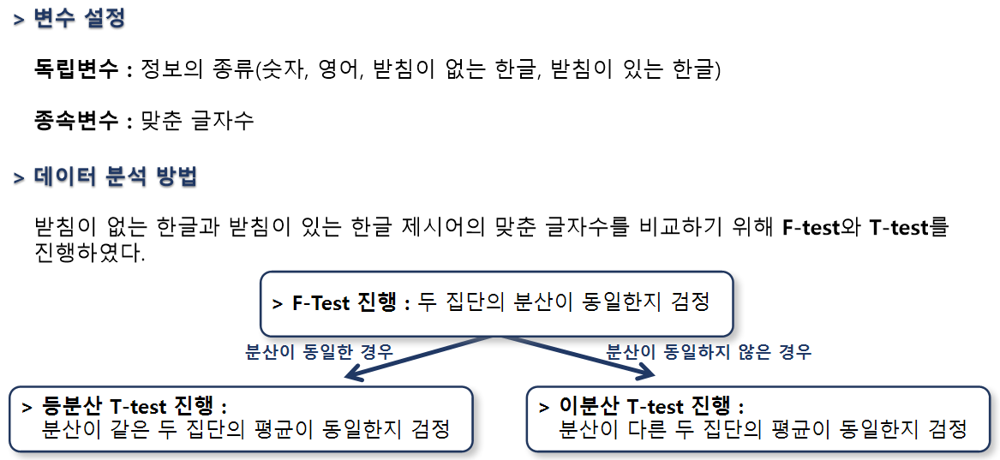 > 변수 설정
독립변수 : 정보의 종류(숫자, 영어, 받침이 없는 한글, 받침이 있는 한글)
종속변수 : 맞춘 글자수
> 데이터 분석 방법
받침이 없는 한글과 받침이 있는 한글 제시어의 맞춘 글자수를 비교하기 위해 F-test와 T-test를
진행하였다.
> F-Test 진행 : 두 집단의 분산이 동일한지 검정
분산이 동일한 경우
분산이 동일하지 않은 경우
> 등분산 T-test 진행 :
분산이 같은 두 집단의 평균이 동일한지 검정
> 이분산 T-test 진행 :
분산이 다른 두 집단의 평균이 동일한지 검정